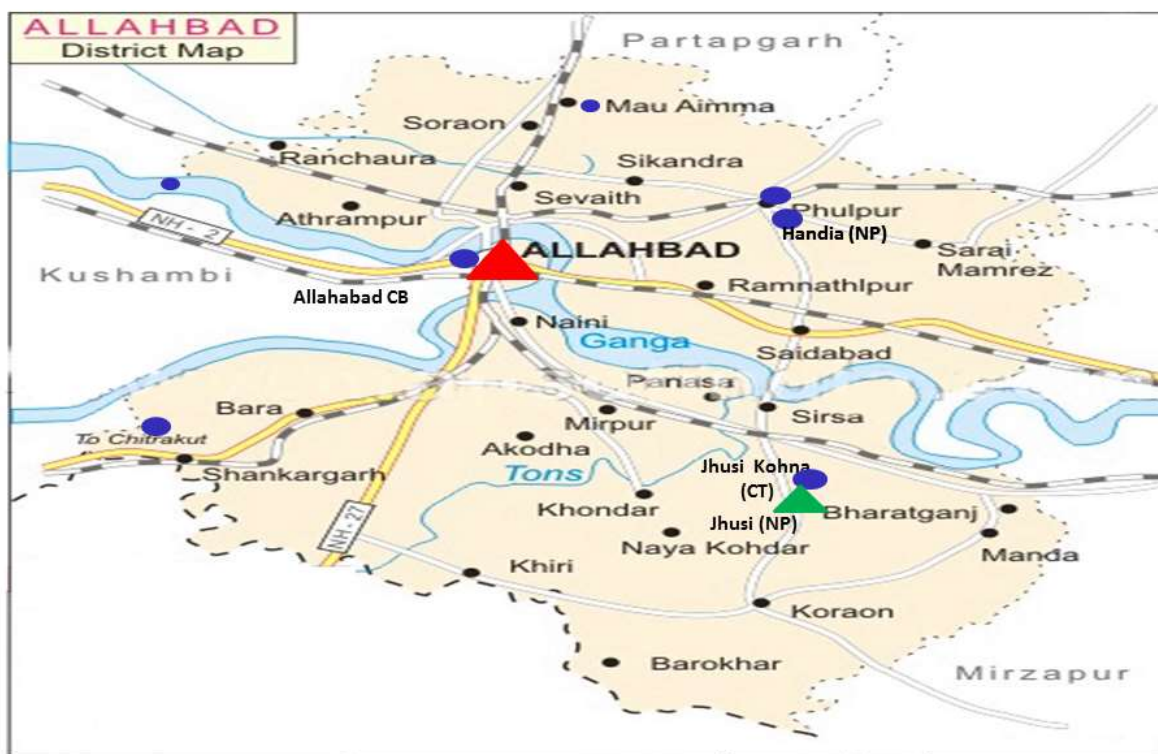 ALLAHBAD
District Map
Partapgarh
Mau Aimma
Soraon
Ranchaura
Sikandra
Sevaith
Athrampur
Phulpur
Handia (NP)
NH - 2
ALLAHBAD
Sarai
Mamrez
Kushambi
Allahabad CB
Ramnathlpur
Naini
Ganga
Saidabad
Panasa
Bara
Mirpur
Sirsa
To Chitrakut
Akodha
Shankargarh
Tons
Jhusi Kohna
(CT)
Khondar
Jhusi (NP)
Bharatganj
NH - 27
Naya Kohdar
Manda
Khiri
Koraon
Barokhar
Mirzapur